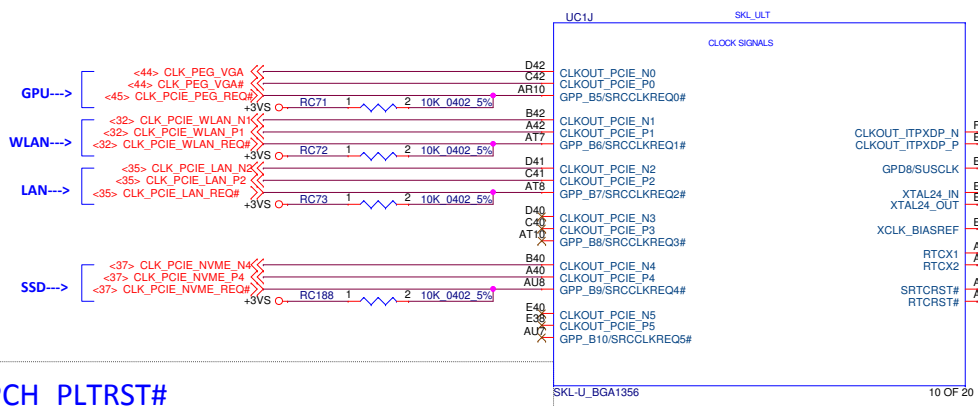 UC1J
SKL_ULT
CLOCK SIGNALS
GPU--->
<44> CLK_PEG_VGA
<44> CLK_PEG_VGA#
<45> CLK_PCIE_PEG_REQ#
+3VS
RC71 1 2 10K_0402_5%
D42
C42
AR10
CLKOUT_PCIE_N0
CLKOUT_PCIE_P0
GPP_B5/SRCCLKREQ0#
WLAN--->
<32> CLK_PCIE_WLAN_N1
<32> CLK_PCIE_WLAN_P1
<32> CLK_PCIE_WLAN_REQ#
+3VS
RC72 1 2 10K_0402_5%
B42
A42
AT7
CLKOUT_PCIE_N1
CLKOUT_PCIE_P1
GPP_B6/SRCCLKREQ1#
LAN--->
<35> CLK_PCIE_LAN_N2
<35> CLK_PCIE_LAN_P2
<35> CLK_PCIE_LAN_REQ#
+3VS
RC73 1 2 10K_0402_5%
D41
C41
AT8
CLKOUT_PCIE_N2
CLKOUT_PCIE_P2
GPP_B7/SRCCLKREQ2#
D40
C40
AT10
CLKOUT_PCIE_N3
CLKOUT_PCIE_P3
GPP_B8/SRCCLKREQ3#
SSD--->
<37> CLK_PCIE_NVME_N4
<37> CLK_PCIE_NVME_P4
<37> CLK_PCIE_NVME_REQ#
+3VS
RC188 1 2 10K_0402_5%
B40
A40
AU8
CLKOUT_PCIE_N4
CLKOUT_PCIE_P4
GPP_B9/SRCCLKREQ4#
E40
E38
AU7
CLKOUT_PCIE_N5
CLKOUT_PCIE_P5
GPP_B10/SRCCLKREQ5#
CLKOUT_ITPXDP_N
CLKOUT_ITPXDP_P
GPD8/SUSCLK
XTAL24_IN
XTAL24_OUT
XCLK_BIASREF
RTCX1
RTCX2
SRTCRST#
RTCRST#
SKL-U_BGA1356
10 OF 20
PCH PLTRST#